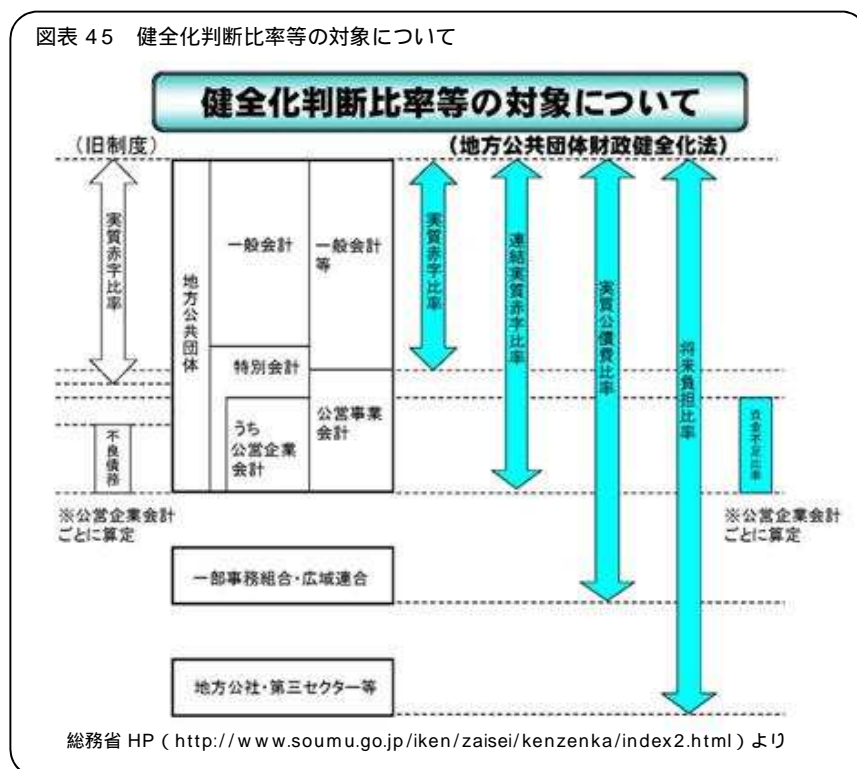 図表 45 健全化判断比率等の対象について
健全化判断比率等の対象について
（旧制度）
（地方公共団体財政健全化法）
実質赤字比率
不良債務
※公営企業会計
ごとに算定
地方公共団体
一般会計
特別会計
うち
公営企業
会計
一般会計
等
公営事業
会計
実質赤字比率
連結実質赤字比率
実質公債費比率
将来負担比率
資金不足比率
※公営企業会計
ごとに算定
一部事務組合・広域連合
地方公社・第三セクター等
総務省 HP（http://www.soumu.go.jp/iken/zaisei/kenzenka/index2.html）より